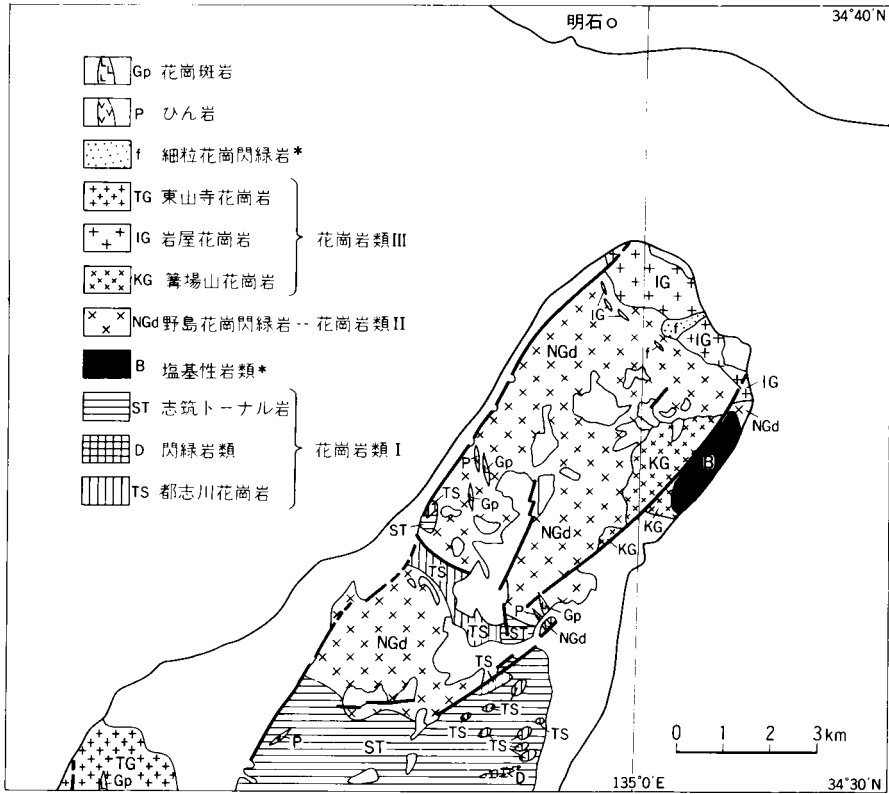 明石
34°40′N
Gp 花崗斑岩
P ひん岩
f 細粒花崗閃緑岩*
TG 東山寺花崗岩
IG 岩屋花崗岩
花崗岩類III
KG 篝場山花崗岩
NGd 野島花崗閃緑岩-- 花崗岩類II
B 塩基性岩類*
ST 志筑トーナル岩
D 閃緑岩類
花崗岩類 I
TS 都志川花崗岩
IG
IG
f
IG
NGd
f
IG
NGd
P
Gp
KG
B
TS
Gp
ST
NGd
KG
KG
TS
P
Gp
TS
ST
NGd
NGd
TS
TS
TS
TS
TS
P
ST
D
TG
Gp
0 1 2 3 km
135°0′E
34°30′N